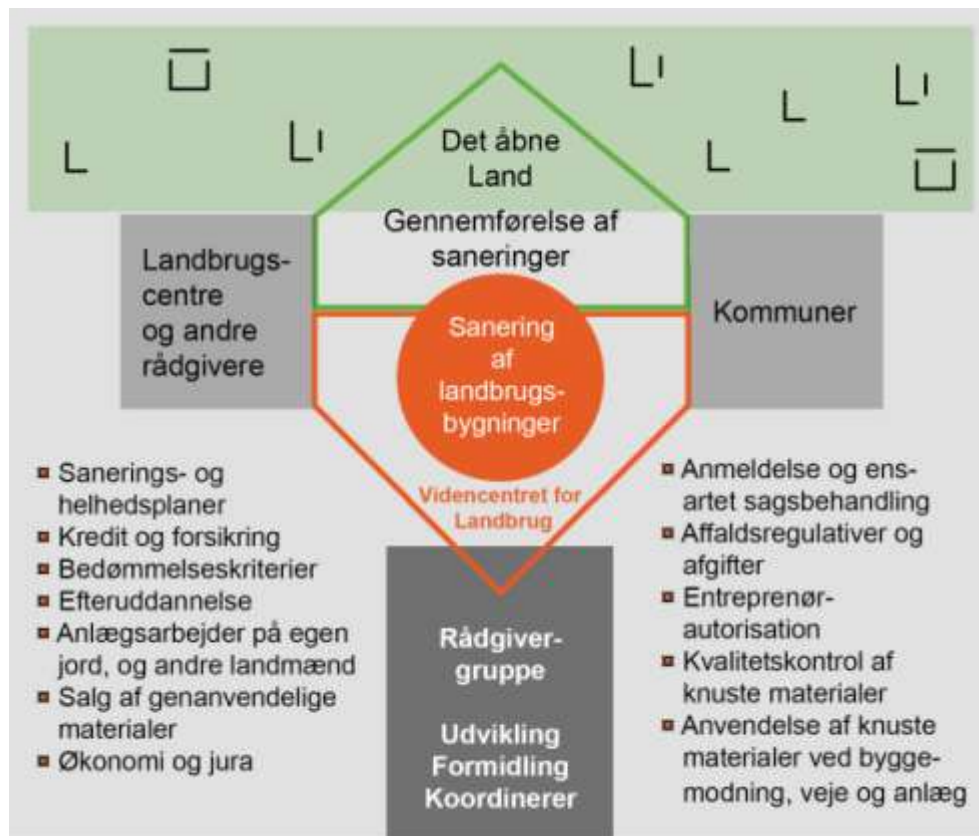 Det åbne
Land
Gennemførelse af
saneringer
Landbrugs-
centre
og andre
rådgivere
Kommuner
Sanering
af
landbrugs-
bygninger
Videncentret for
Landbrug
Sanerings- og
helhedsplaner
Kredit og forsikring
Bedømmelseskriterier
Efteruddannelse
Anlægsarbejder på egen
jord, og andre landmænd
Salg af genanvendelige
materialer
Økonomi og jura
Rådgiver-
gruppe
Udvikling
Formidling
Koordinerer
Anmeldelse og ens-
artet sagsbehandling
Affaldsregulativer og
afgifter
Entreprenør-
autorisation
Kvalitetskontrol af
knuste materialer
Anvendelse af knuste
materialer ved bygge-
modning, veje og anlæg